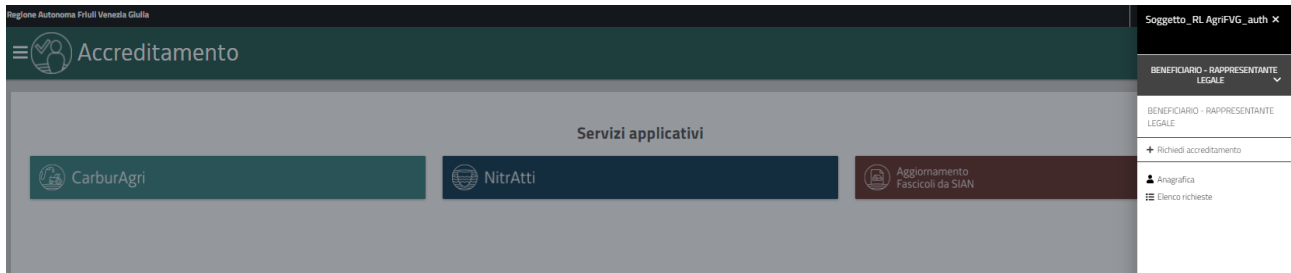 Regione Autonoma Friuli Venezia Giulia
Soggetto_RL AgriFVG_auth ×
Accreditamento
BENEFICIARIO - RAPPRESENTANTE
LEGALE
BENEFICIARIO - RAPPRESENTANTE
LEGALE
+ Richiedi accreditamento
Anagrafica
Elenco richieste
Servizi applicativi
CarburAgri
NitrAtti
Aggiornamento
Fascicoli da SIAN